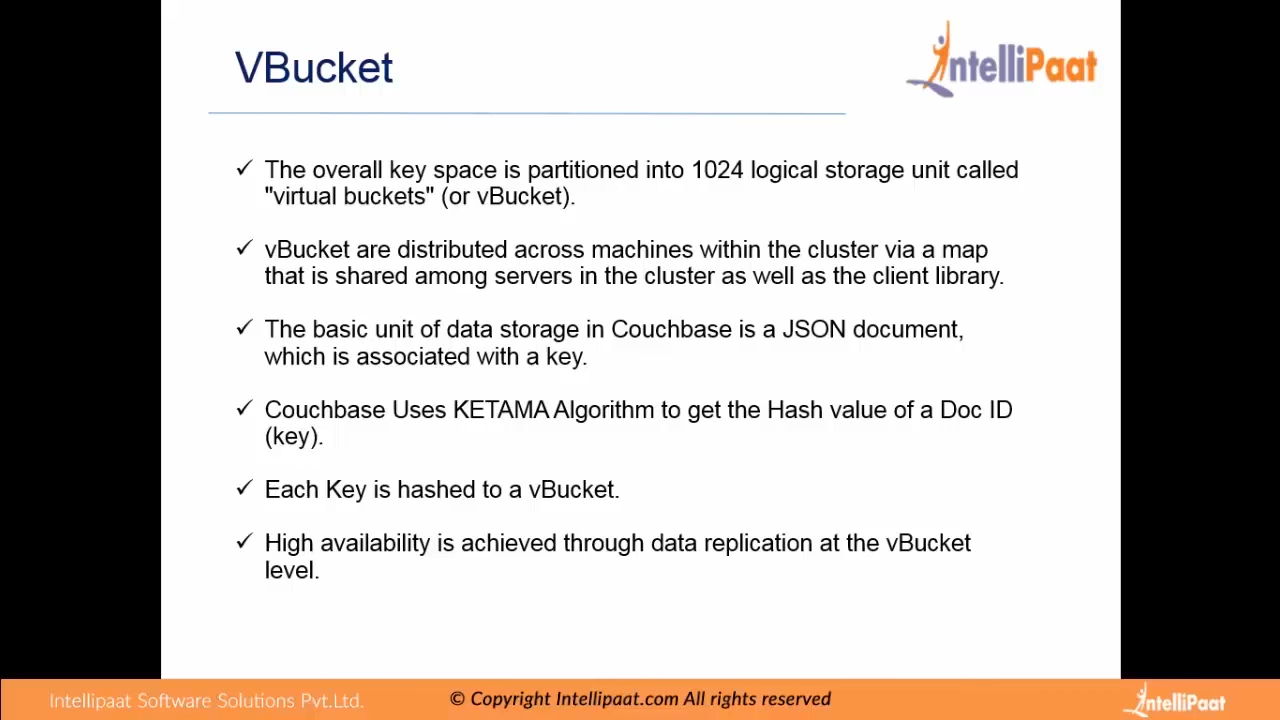 VBucket
IntelliPaat
✓ The overall key space is partitioned into 1024 logical storage unit called
"virtual buckets" (or vBucket).
✓ vBucket are distributed across machines within the cluster via a map
that is shared among servers in the cluster as well as the client library.
✓ The basic unit of data storage in Couchbase is a JSON document,
which is associated with a key.
✓ Couchbase Uses KETAMA Algorithm to get the Hash value of a Doc ID
(key).
✓ Each Key is hashed to a vBucket.
✓ High availability is achieved through data replication at the vBucket
level.
Intellipaat Software Solutions Pvt.Ltd.
© Copyright Intellipaat.com All rights reserved
IntelliPaat